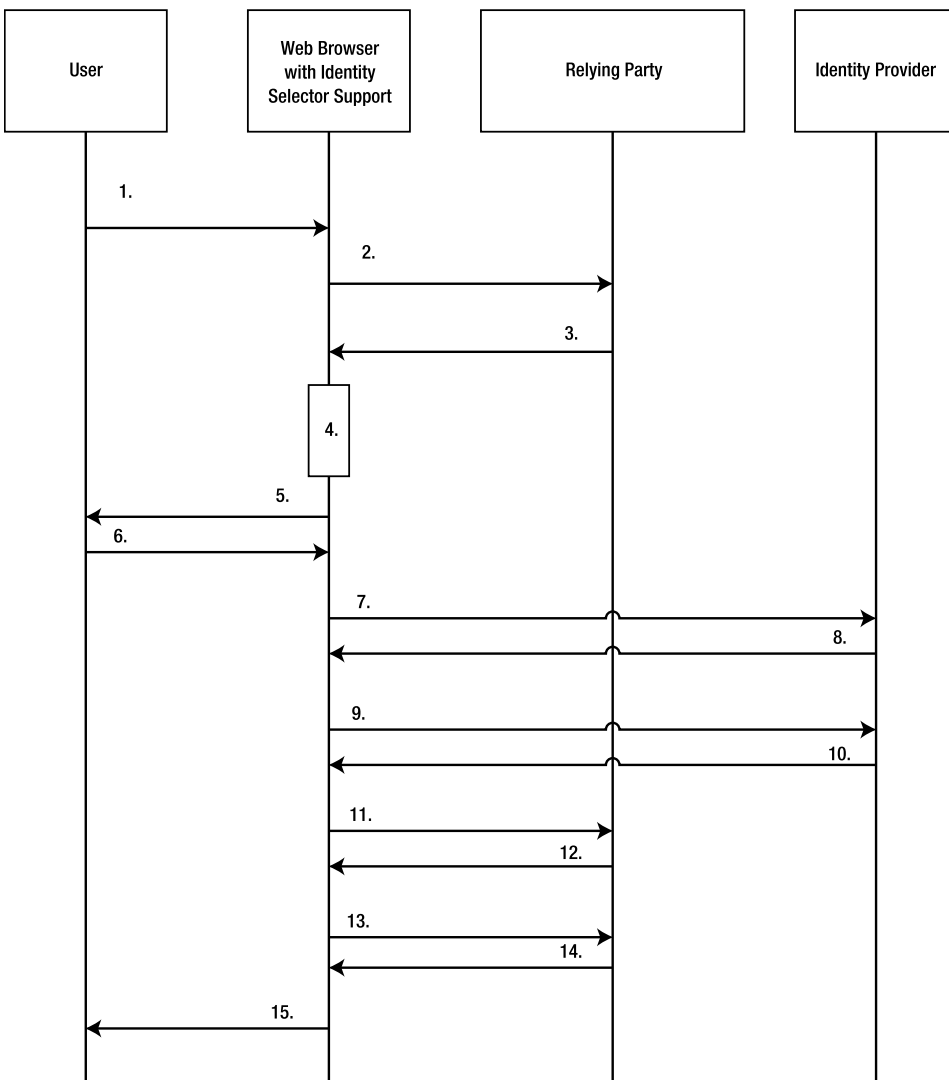 User
Web Browser
with Identity
Selector Support
Relying Party
Identity Provider
1.
2.
3.
4.
5.
6.
7.
8.
9.
10.
11.
12.
13.
14.
15.